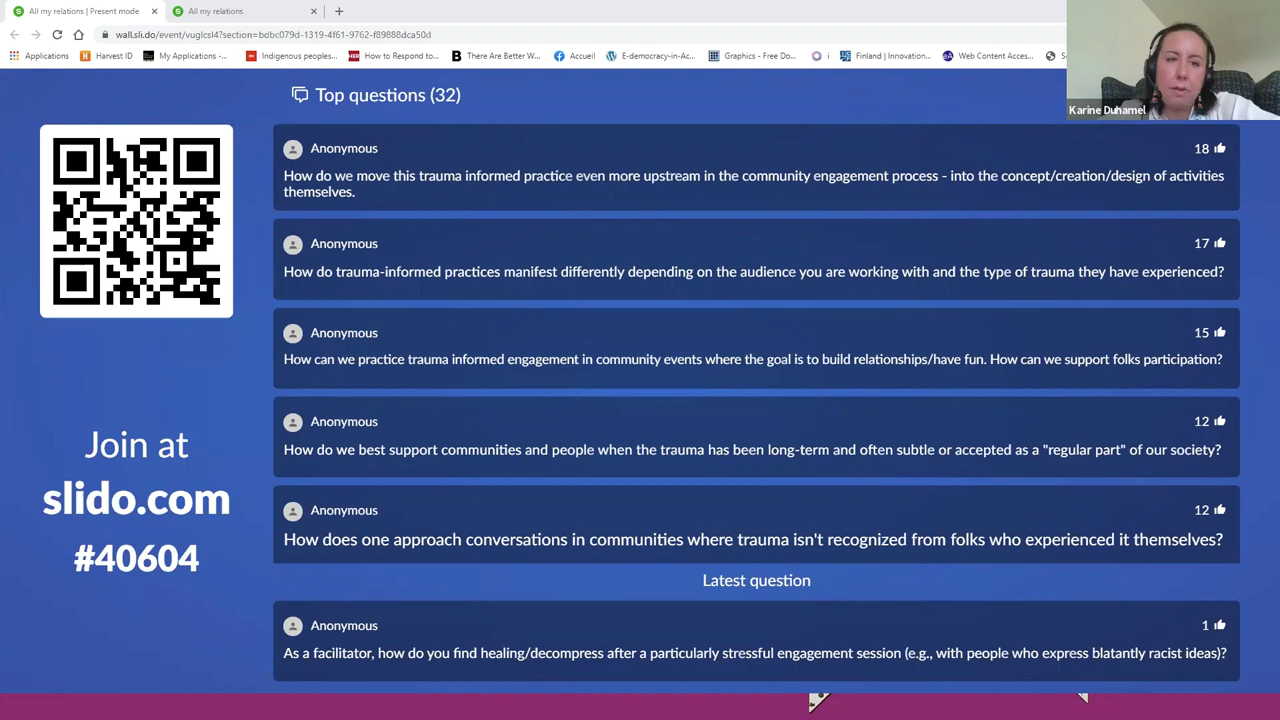 All my relations | Present mode
All my relations
wall.sli.do/event/vuglcsl4?section=bdbc079d-1319-4f61-9762-f89888dca50d
Applications
Harvest ID
My Applications -...
Indigenous peoples...
How to Respond to...
There Are Better W...
Accueil
E-democracy-in-Ac...
Graphics - Free Do...
i
Finland | Innovation...
Web Content Acces...
Karine Duhamel
Top questions (32)
Anonymous
18
How do we move this trauma informed practice even more upstream in the community engagement process - into the concept/creation/design of activities
themselves.
Anonymous
17
How do trauma-informed practices manifest differently depending on the audience you are working with and the type of trauma they have experienced?
Anonymous
15
How can we practice trauma informed engagement in community events where the goal is to build relationships/have fun. How can we support folks participation?
Anonymous
12
How do we best support communities and people when the trauma has been long-term and often subtle or accepted as a "regular part" of our society?
Anonymous
12
How does one approach conversations in communities where trauma isn't recognized from folks who experienced it themselves?
Latest question
Anonymous
1
As a facilitator, how do you find healing/decompress after a particularly stressful engagement session (e.g., with people who express blatantly racist ideas)?
Join at
slido.com
#40604